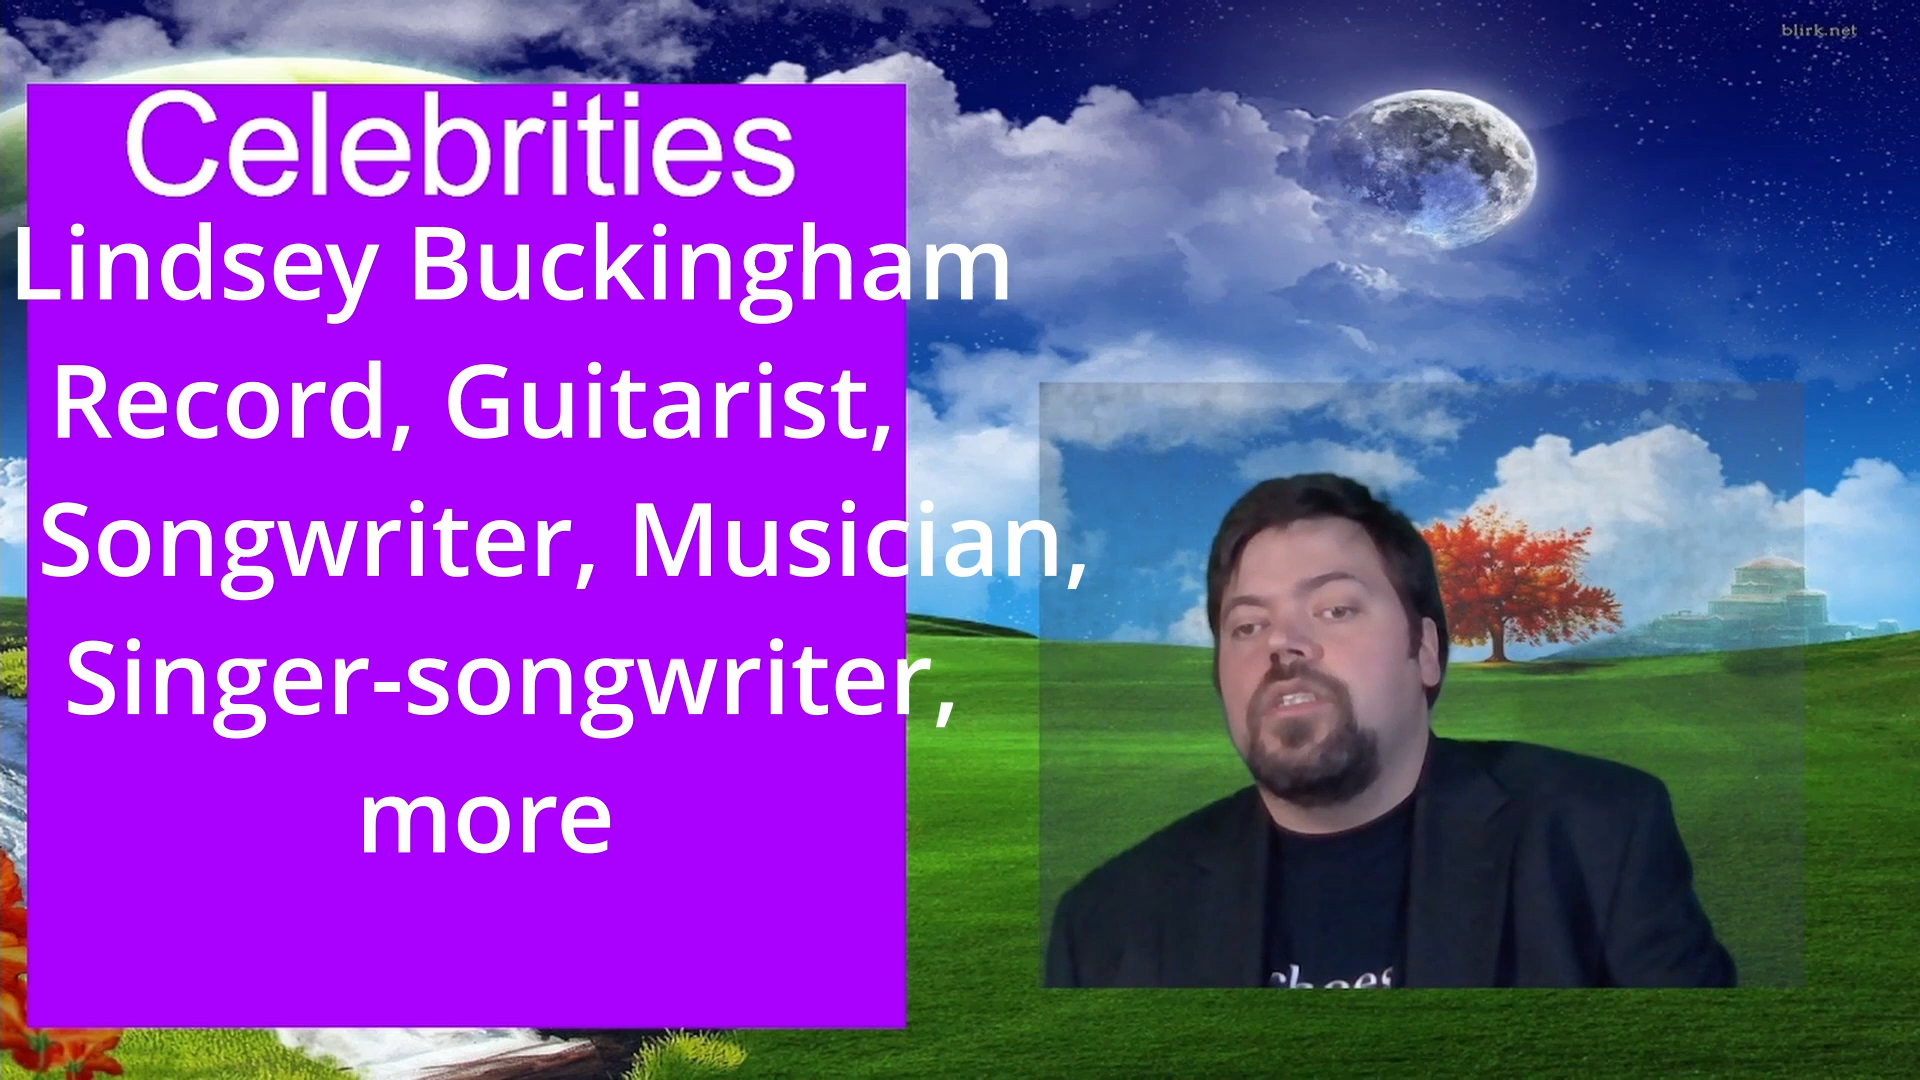 blirk.net
Celebrities
Lindsey Buckingham
Record, Guitarist,
Songwriter, Musician,
Singer-songwriter,
more